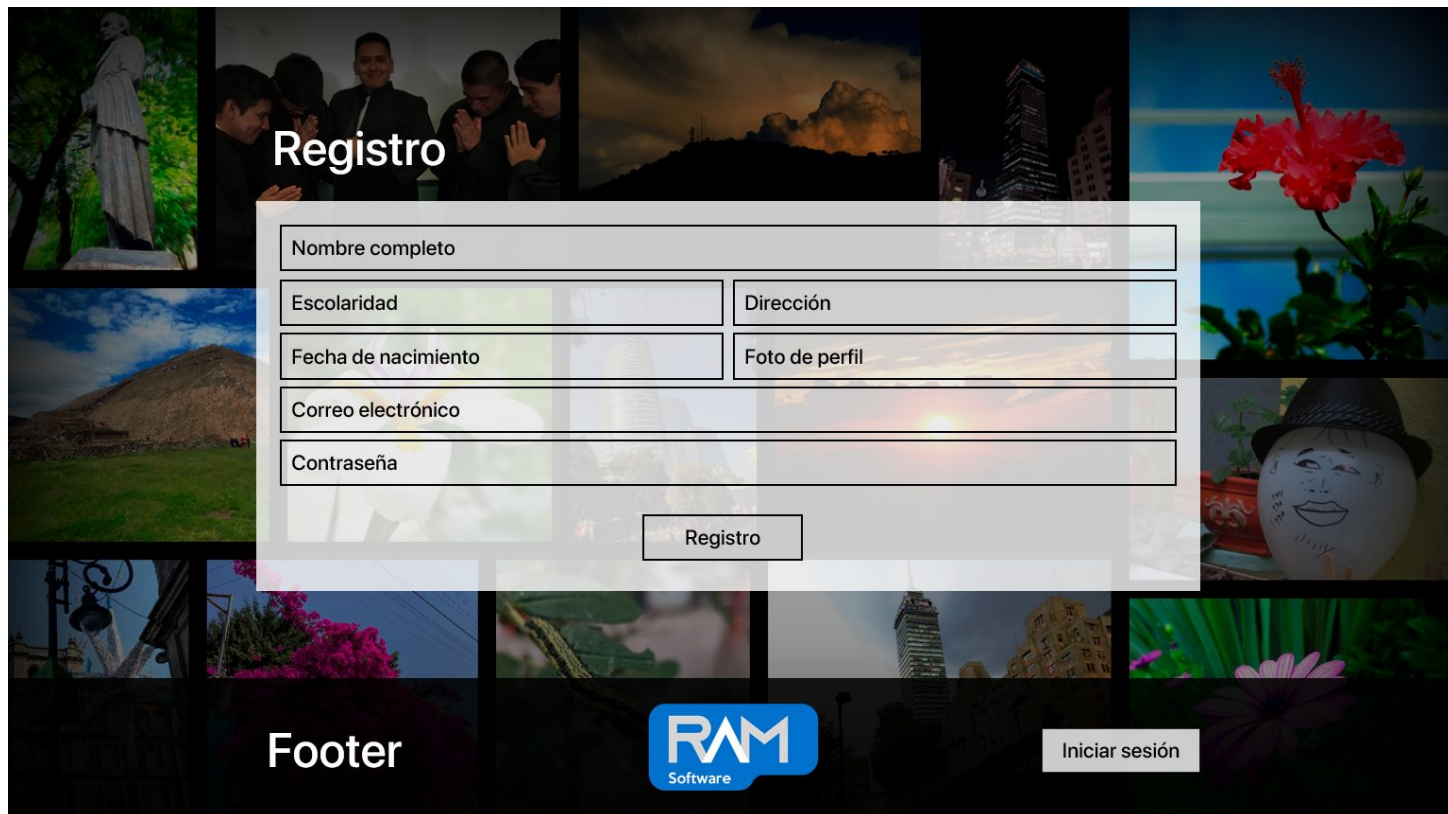 Registro
Nombre completo
Escolaridad
Dirección
Fecha de nacimiento
Foto de perfil
Correo electrónico
Contraseña
Registro
Footer
RAM
Software
Iniciar sesión